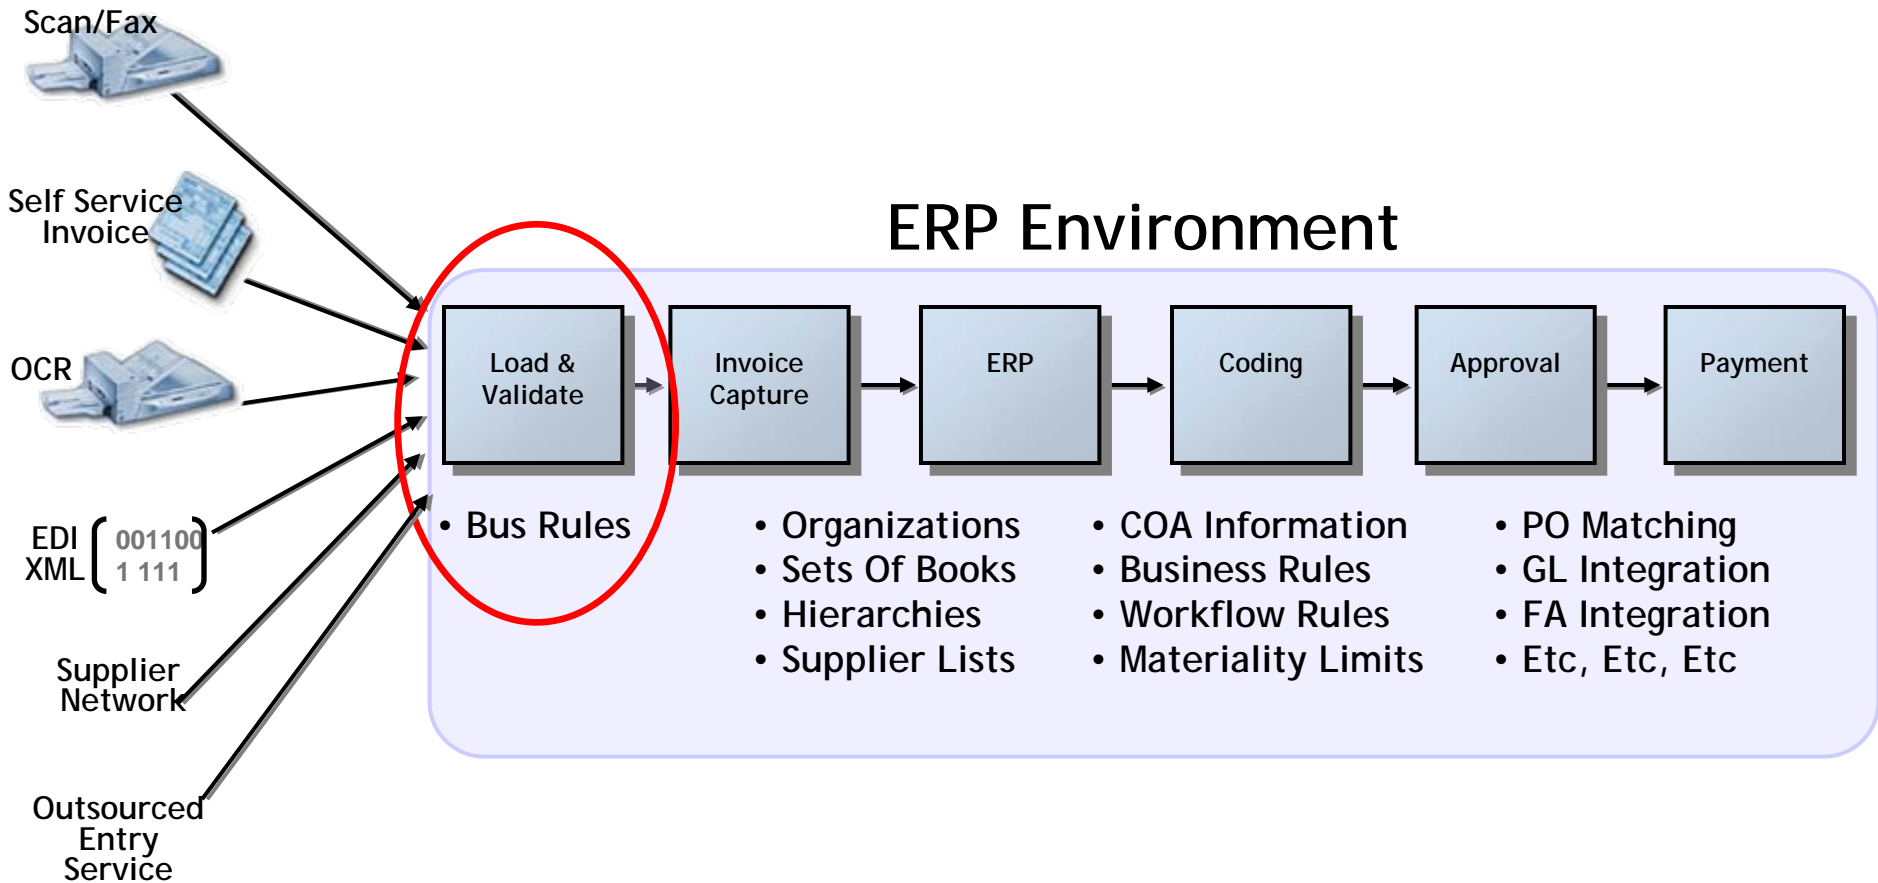 Scan/Fax
Self Service
Invoice
OCR
EDI
XML
001100
1 111
Supplier
Network
Outsourced
Entry
Service
ERP Environment
Load &
Validate
Invoice
Capture
ERP
Coding
Approval
Payment
• Bus Rules
• Organizations
• Sets Of Books
• Hierarchies
• Supplier Lists
• COA Information
• Business Rules
• Workflow Rules
• Materiality Limits
• PO Matching
• GL Integration
• FA Integration
• Etc, Etc, Etc